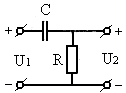 C
+ +
U1 R U2
− −